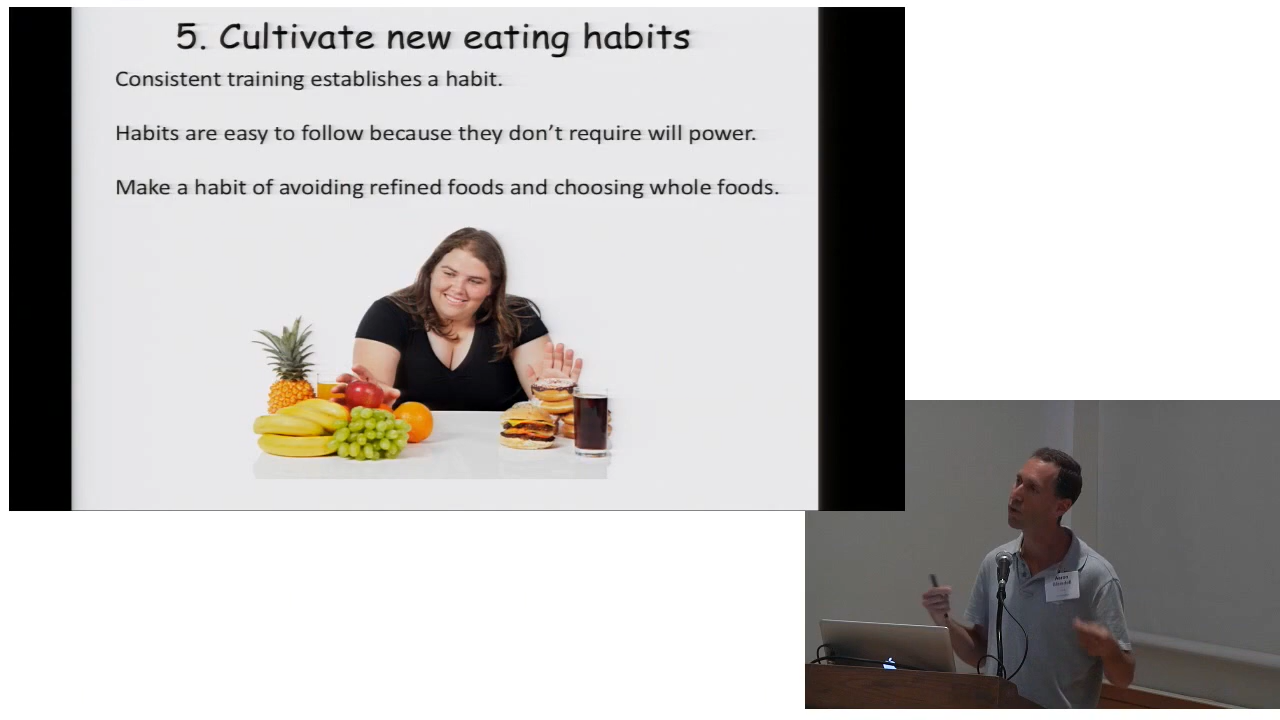 5. Cultivate new eating habits
Consistent training establishes a habit.
Habits are easy to follow because they don’t require will power.
Make a habit of avoiding refined foods and choosing whole foods.